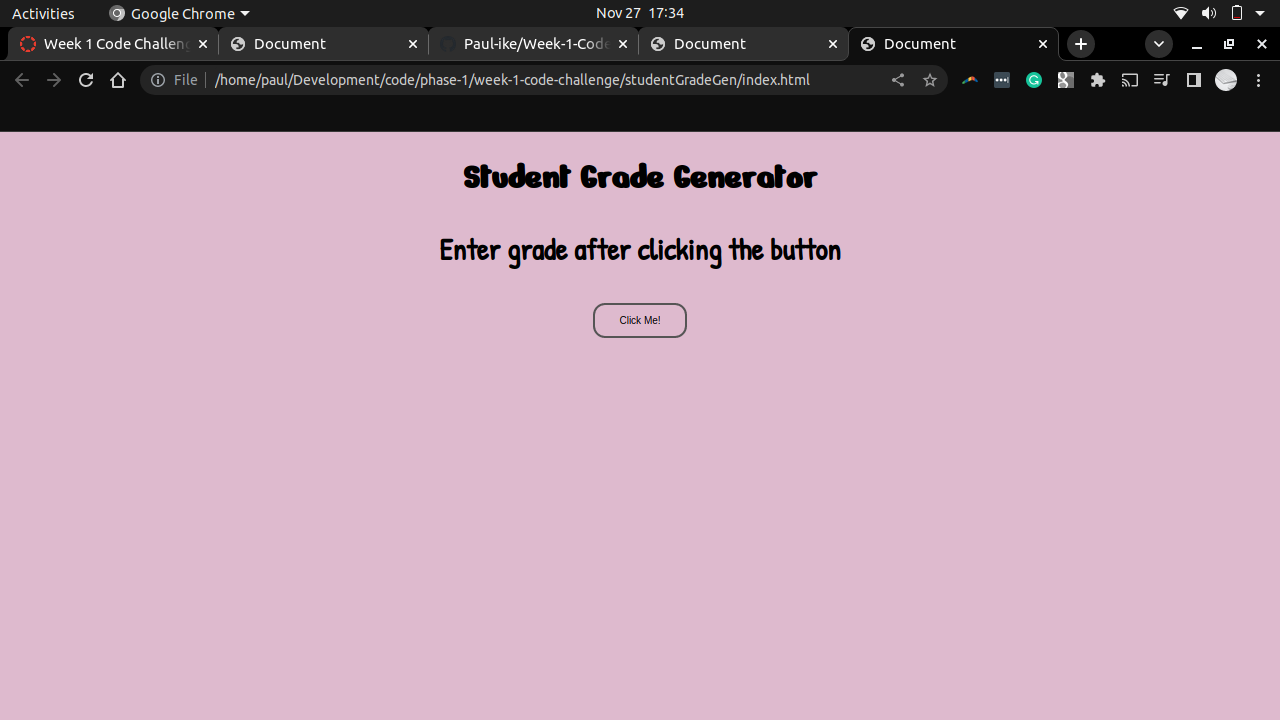 Activities
Google Chrome
Nov 27 17:34
Week 1 Code Challeng
Document
Paul-ike/Week-1-Code
Document
Document
File
/home/paul/Development/code/phase-1/week-1-code-challenge/studentGradeGen/index.html
Student Grade Generator
Enter grade after clicking the button
Click Me!